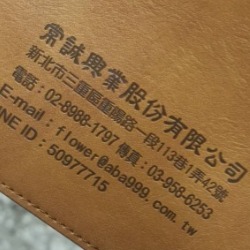 常誠興業股份有限公司
新北市三重區重陽路一段113巷1弄42號
電話：02-8988-1797 傳真：03-958-6253
E-mail：flower@aba999.com.tw
LINE ID：50977715